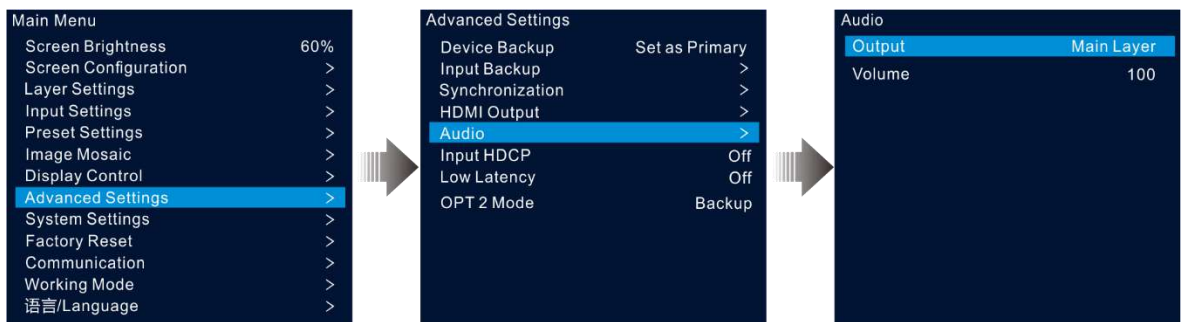 Main Menu
Screen Brightness 60%
Screen Configuration >
Layer Settings >
Input Settings >
Preset Settings >
Image Mosaic >
Display Control >
Advanced Settings >
System Settings >
Factory Reset >
Communication >
Working Mode >
语言/Language >
Advanced Settings
Device Backup Set as Primary
Input Backup >
Synchronization >
HDMI Output >
Audio >
Input HDCP Off
Low Latency Off
OPT 2 Mode Backup
Audio
Output Main Layer
Volume 100